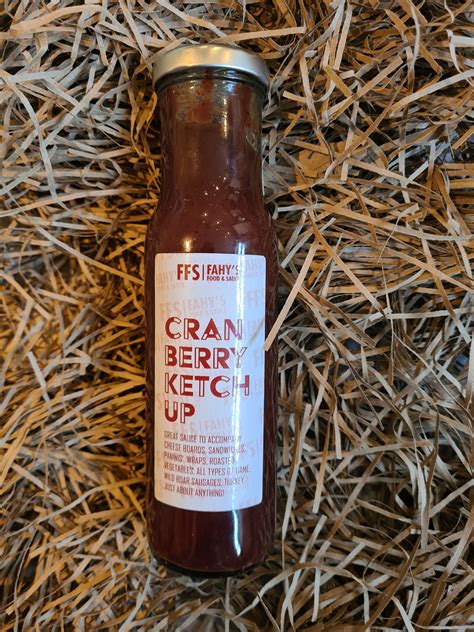 FFS | FAHY'S
FOOD & SAUCE
CRAN
BERRY
KETCH
UP
GREAT SAUCE TO ACCOMPANY
CHEESE BOARDS, SANDWICHES,
PANINIS, WRAPS, ROASTED
VEGETABLES, ALL TYPES OF GAME,
WILD BOAR SAUSAGES, TURKEY
JUST ABOUT ANYTHING!